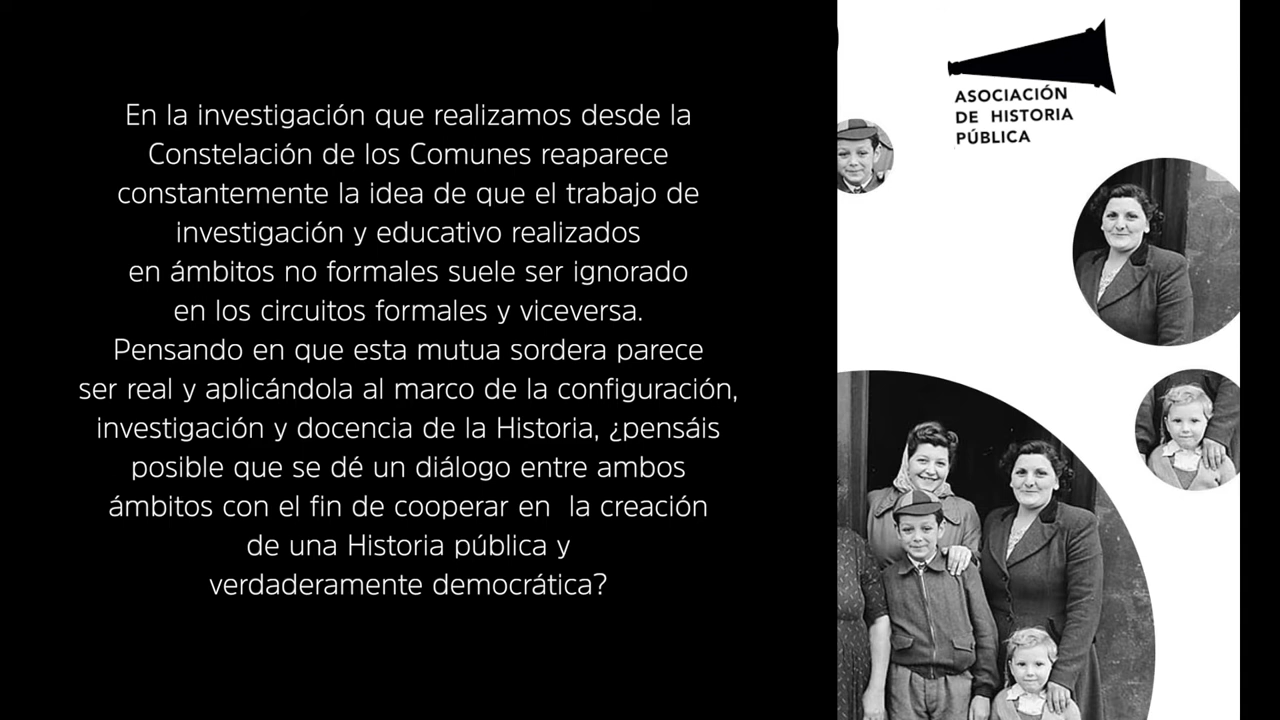 En la investigación que realizamos desde la
Constelación de los Comunes reaparece
constantemente la idea de que el trabajo de
investigación y educativo realizados
en ámbitos no formales suele ser ignorado
en los circuitos formales y viceversa.
Pensando en que esta mutua sordera parece
ser real y aplicándola al marco de la configuración,
investigación y docencia de la Historia, ¿pensáis
posible que se dé un diálogo entre ambos
ámbitos con el fin de cooperar en  la creación
de una Historia pública y
verdaderamente democrática?
ASOCIACIÓN
DE HISTORIA
PÚBLICA